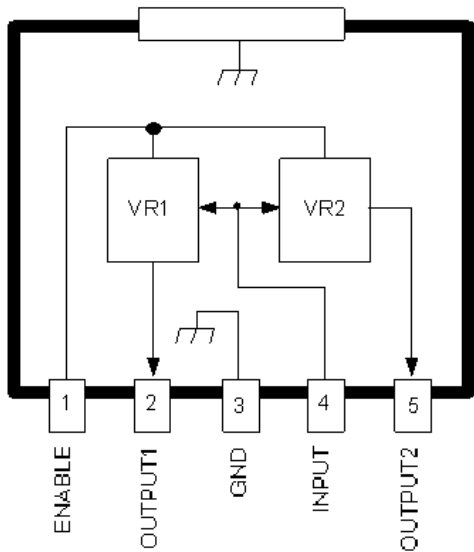 VR1
VR2
1
2
3
4
5
ENABLE
OUTPUT1
GND
INPUT
OUTPUT2